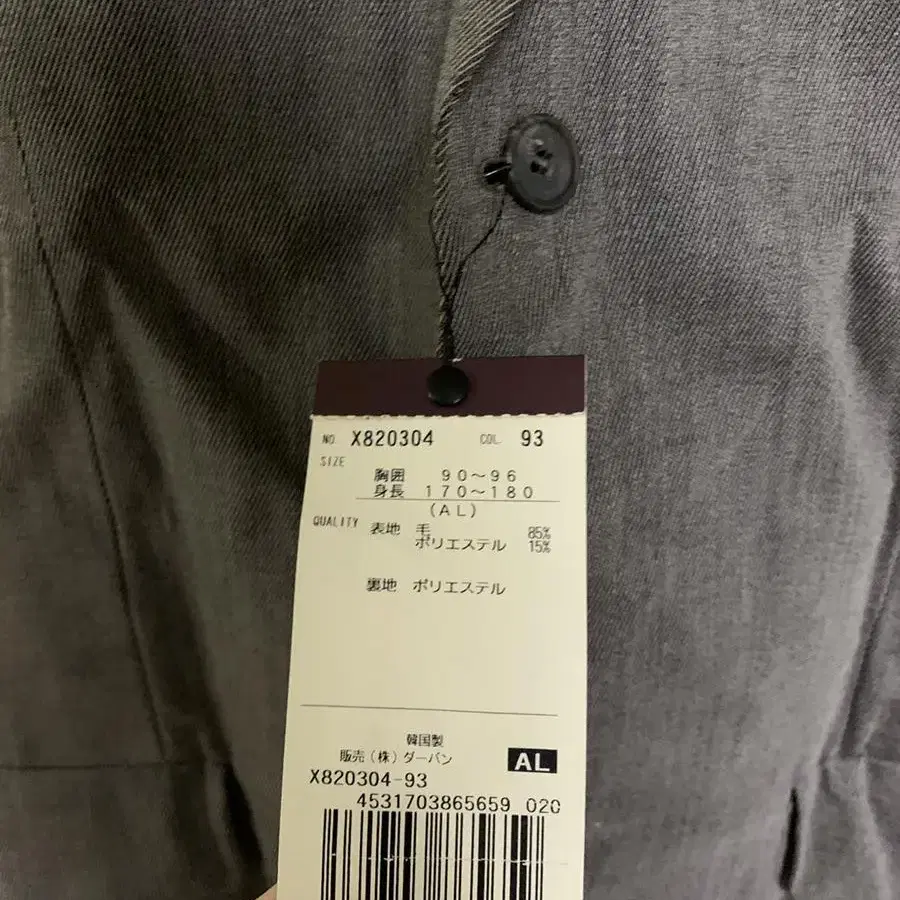 NO. X820304 COL. 93
SIZE
胸囲 90～96
身長 170～180
(AL)
QUALITY 表地 毛 85%
ポリエステル 15%
裏地 ポリエステル
韓国製
販売(株)ダーバン AL
X820304-93
4531703865659 020